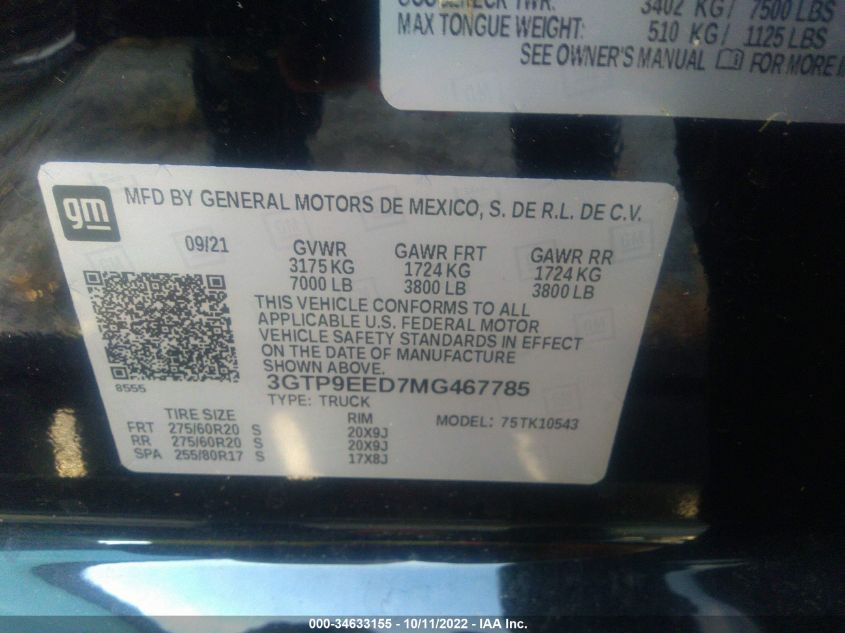 3402 KG/ 7500 LBS
MAX TONGUE WEIGHT: 510 KG/ 1125 LBS
SEE OWNER'S MANUAL FOR MORE
gm
MFD BY GENERAL MOTORS DE MEXICO, S. DE R.L. DE C.V.
09/21 GVWR GAWR FRT GAWR RR
3175 KG 1724 KG 1724 KG
7000 LB 3800 LB 3800 LB
THIS VEHICLE CONFORMS TO ALL
APPLICABLE U.S. FEDERAL MOTOR
VEHICLE SAFETY STANDARDS IN EFFECT
ON THE DATE OF MANUFACTURE
SHOWN ABOVE.
8555
3GTP9EED7MG467785
TYPE: TRUCK
TIRE SIZE RIM MODEL: 75TK10543
FRT 275/60R20 S 20X9J
RR 275/60R20 S 20X9J
SPA 255/80R17 S 17X8J
000-34633155 - 10/11/2022 - IAA Inc.